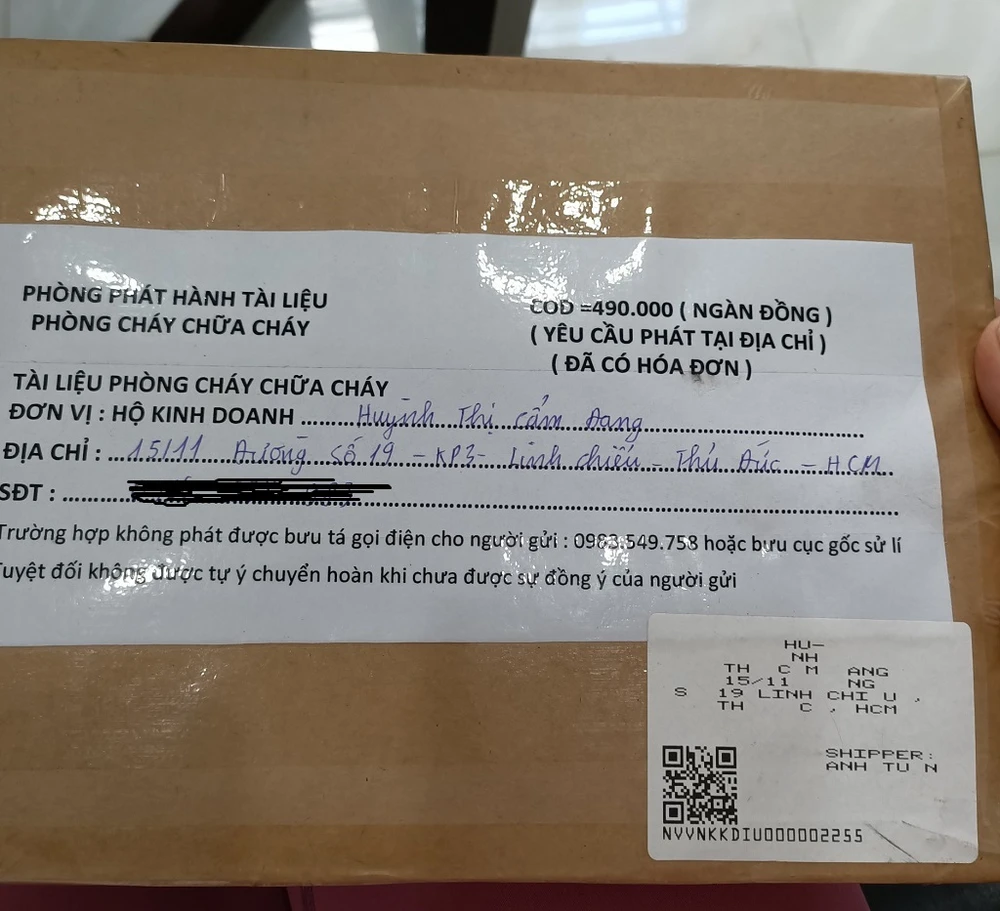 PHÒNG PHÁT HÀNH TÀI LIỆU
PHÒNG CHÁY CHỮA CHÁY
COD =490.000 ( NGÀN ĐỒNG )
( YÊU CẦU PHÁT TẠI ĐỊA CHỈ )
( ĐÃ CÓ HÓA ĐƠN )
TÀI LIỆU PHÒNG CHÁY CHỮA CHÁY
ĐƠN VỊ : HỘ KINH DOANH ......Huỳnh Thị Cẩm Đang......
ĐỊA CHỈ : ...15/11 Đường Số 19 - KP3- Linh chiểu - Thủ Đức - HCM
SĐT : ......
Trường hợp không phát được bưu tá gọi điện cho người gửi : 0983.549.758 hoặc bưu cục gốc sử lí
Tuyệt đối không được tự ý chuyển hoàn khi chưa được sự đồng ý của người gửi
HU-
NH
TH C M ANG
15/11 NG
S 19 LINH CHI U ,
TH C , HCM
SHIPPER:
ANH TU N
NVVNKKDIU000002255